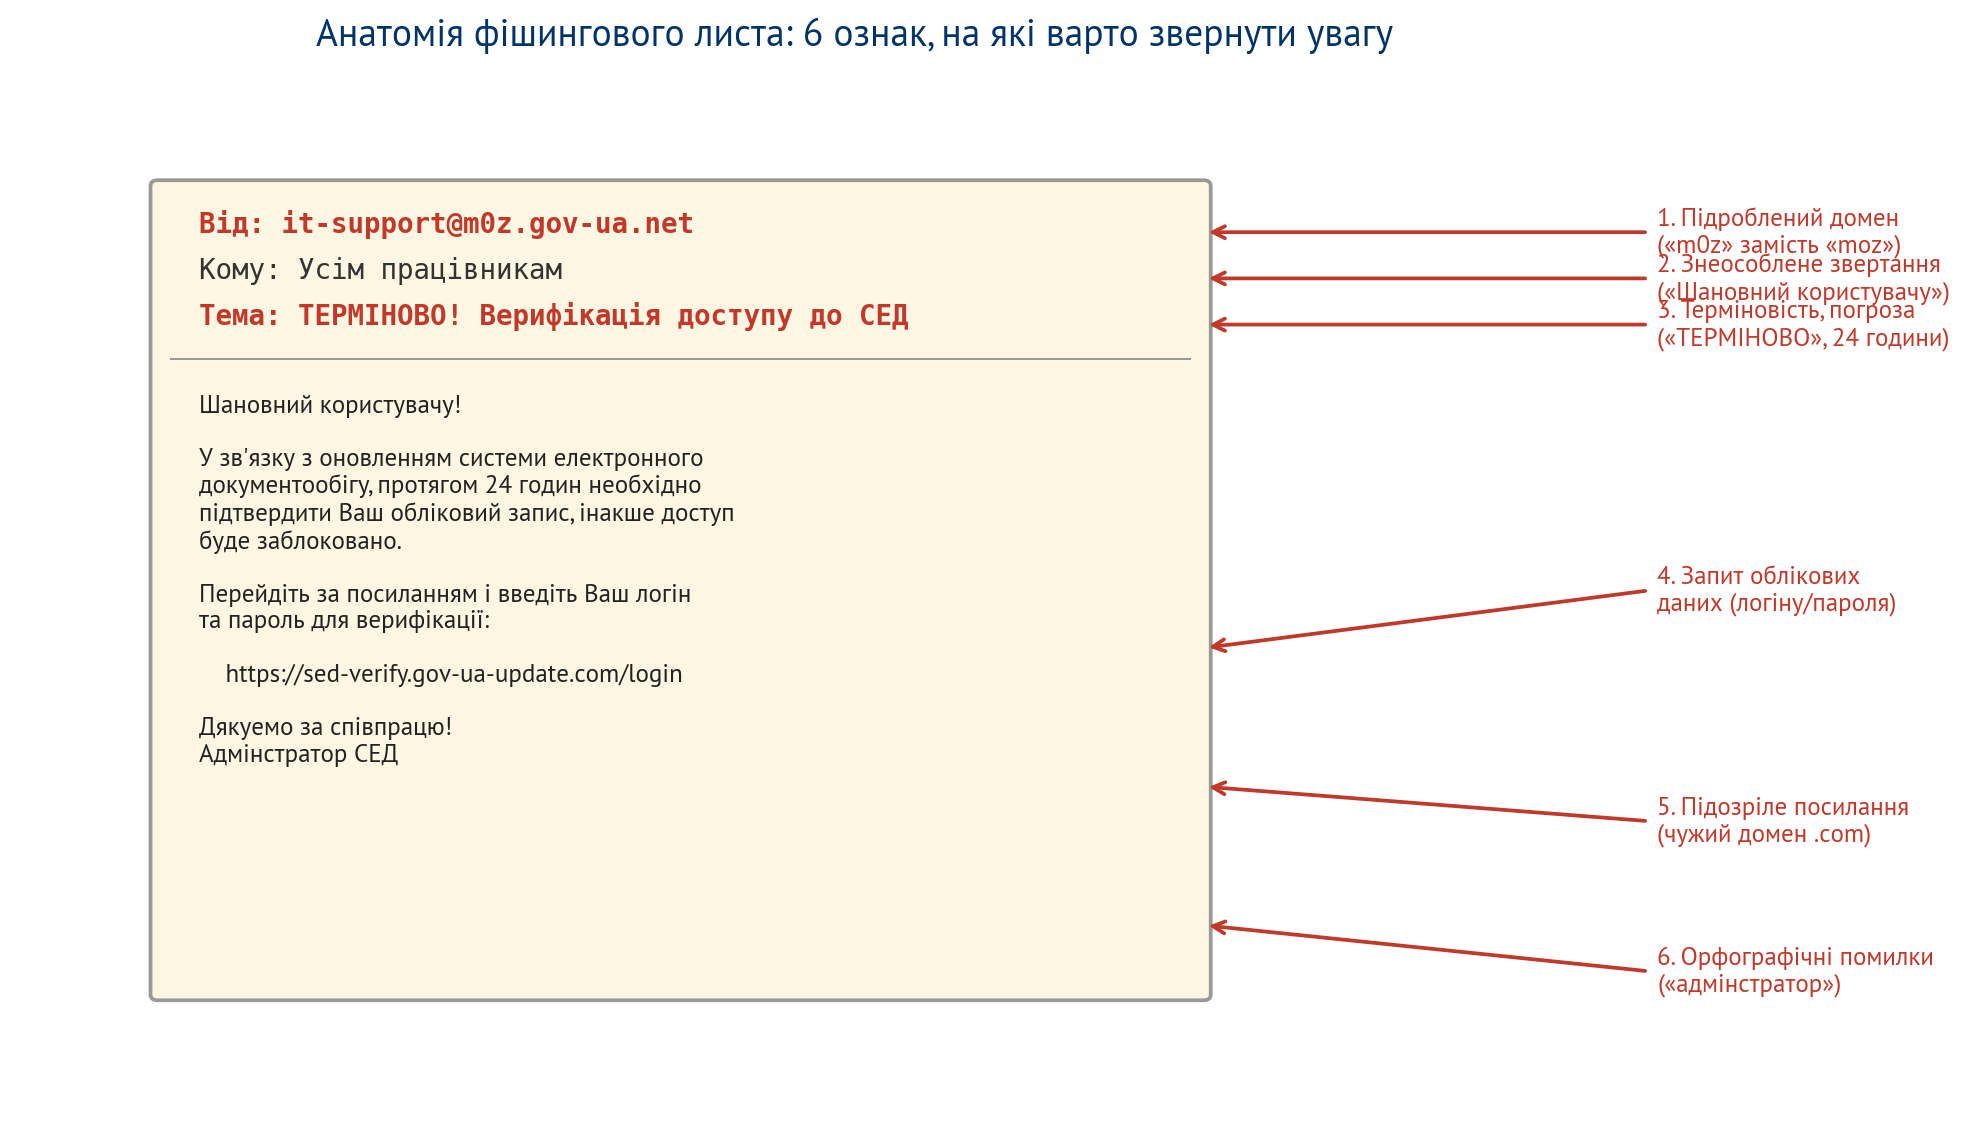 Анатомія фішингового листа: 6 ознак, на які варто звернути увагу
Від: it-support@m0z.gov-ua.net
Кому: Усім працівникам
Тема: ТЕРМІНОВО! Верифікація доступу до СЕД
Шановний користувачу!
У зв'язку з оновленням системи електронного
документообігу, протягом 24 годин необхідно
підтвердити Ваш обліковий запис, інакше доступ
буде заблоковано.
Перейдіть за посиланням і введіть Ваш логін
та пароль для верифікації:
https://sed-verify.gov-ua-update.com/login
Дякуемо за співпрацю!
Адмінстратор СЕД
1. Підроблений домен
(«m0z» замість «moz»)
2. Знеособлене звертання
(«Шановний користувачу»)
3. Терміновість, погроза
(«ТЕРМІНОВО», 24 години)
4. Запит облікових
даних (логіну/пароля)
5. Підозріле посилання
(чужий домен .com)
6. Орфографічні помилки
(«адмінстратор»)